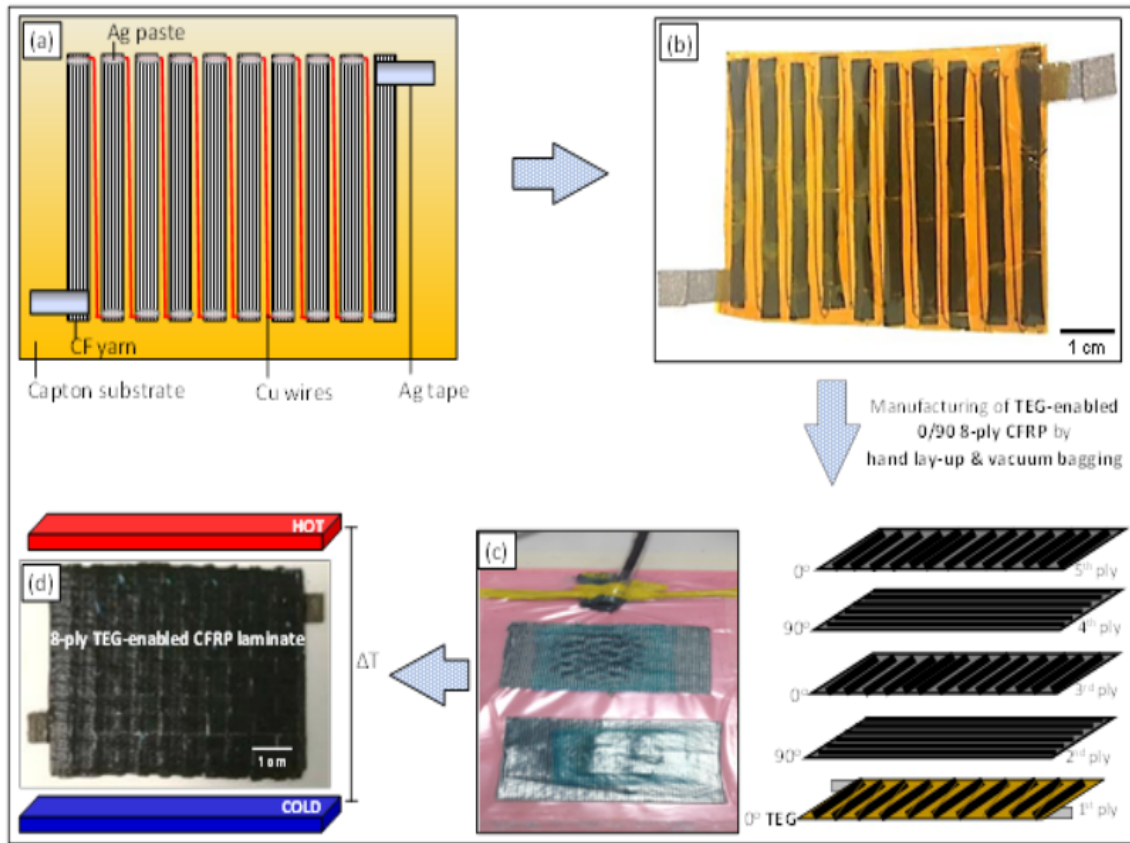 (a)
Ag paste
CF yarn
Capton substrate
Cu wires
Ag tape
(b)
1 cm
Manufacturing of TEG-enabled
0/90 8-ply CFRP by
hand lay-up & vacuum bagging
HOT
(d)
8-ply TEG-enabled CFRP laminate
1 cm
COLD
ΔT
(c)
0°
5th ply
90°
4th ply
0°
3rd ply
90°
2nd ply
0° TEG
1st ply